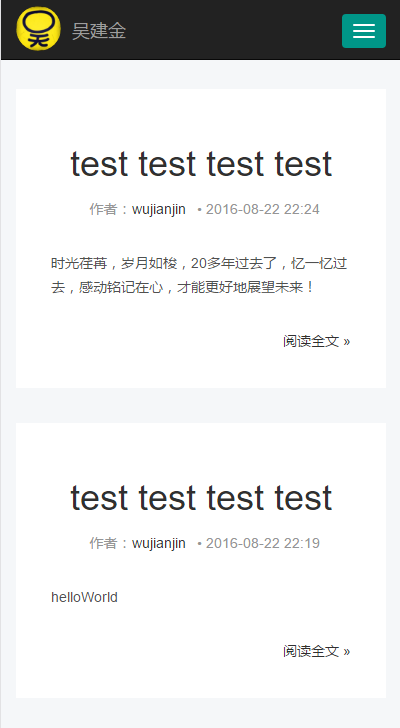 吴建金
test test test test
作者：wujianjin • 2016-08-22 22:24
时光荏苒，岁月如梭，20多年过去了，忆一忆过
去，感动铭记在心，才能更好地展望未来！
阅读全文 »
test test test test
作者：wujianjin • 2016-08-22 22:19
helloWorld
阅读全文 »